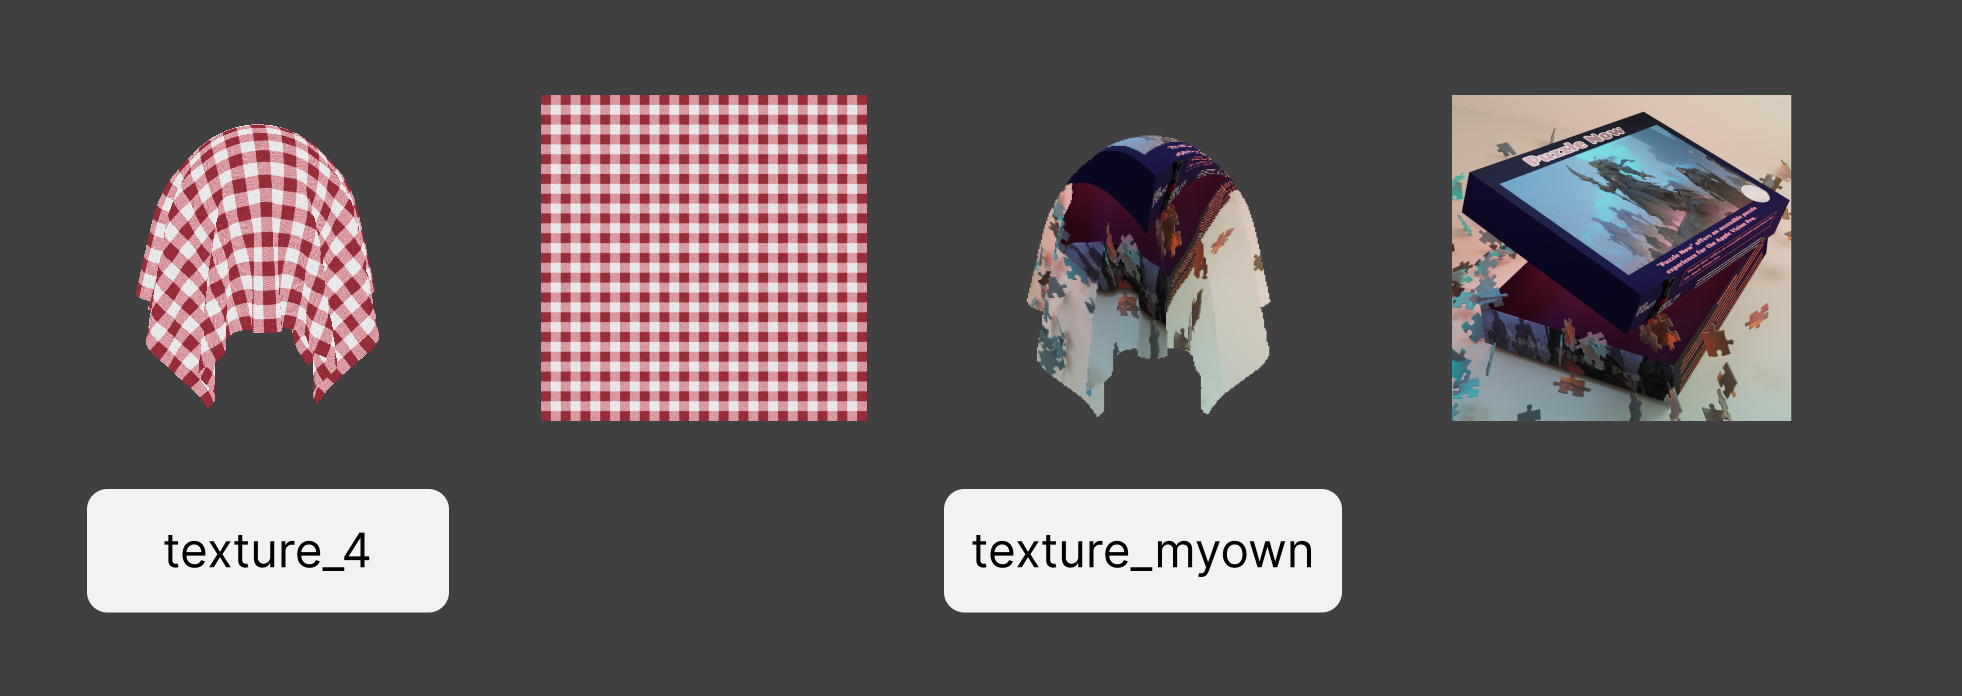 Puzzle Now
"Puzzle Now" offers an accessible puzzle
experience for the Apple Vision Pro.
texture_4
texture_myown